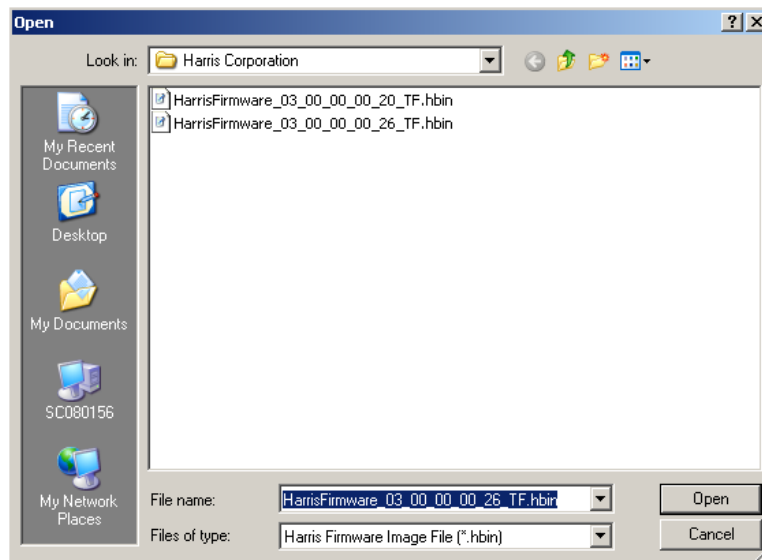 Open
Look in:
Harris Corporation
HarrisFirmware_03_00_00_00_20_TF.hbin
HarrisFirmware_03_00_00_00_26_TF.hbin
My Recent
Documents
Desktop
My Documents
SC080156
My Network
Places
File name:
HarrisFirmware_03_00_00_00_26_TF.hbin
Open
Files of type:
Harris Firmware Image File (*.hbin)
Cancel